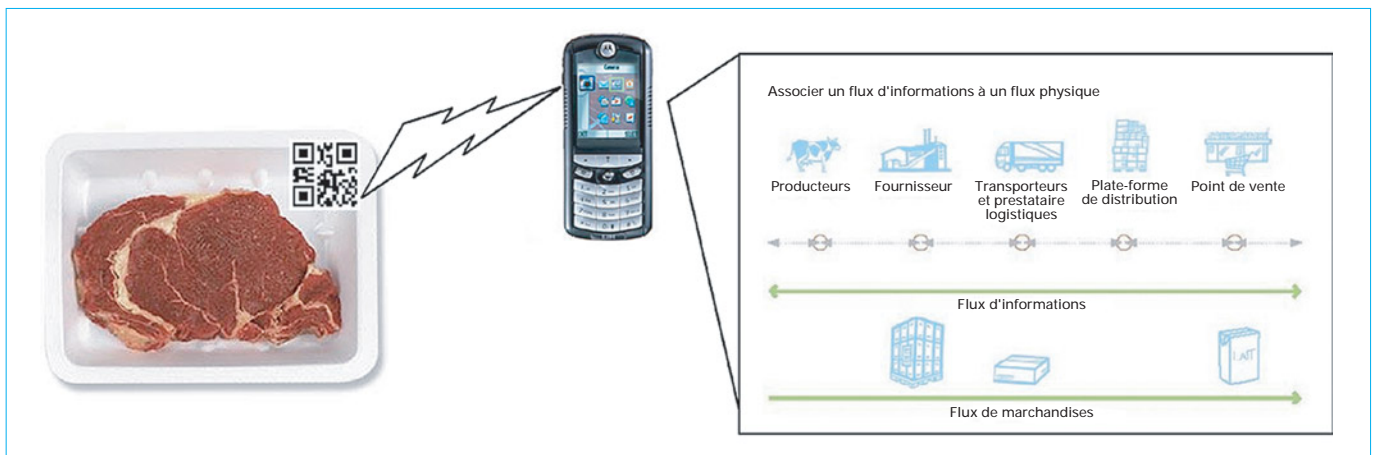 Associer un flux d'informations à un flux physique
Producteurs
Fournisseur
Transporteurs
et prestataire
logistiques
Plate-forme
de distribution
Point de vente
Flux d'informations
LAIT
Flux de marchandises